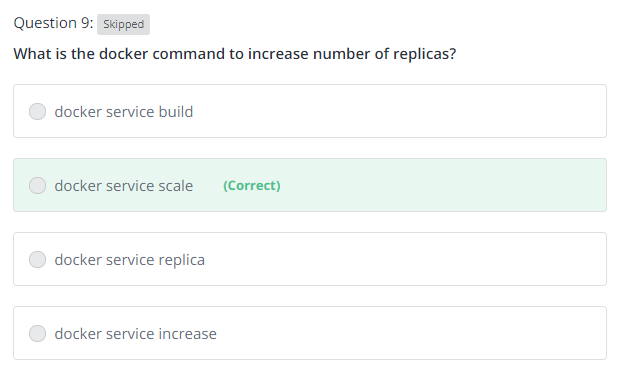 Question 9: Skipped
What is the docker command to increase number of replicas?
docker service build
docker service scale (Correct)
docker service replica
docker service increase